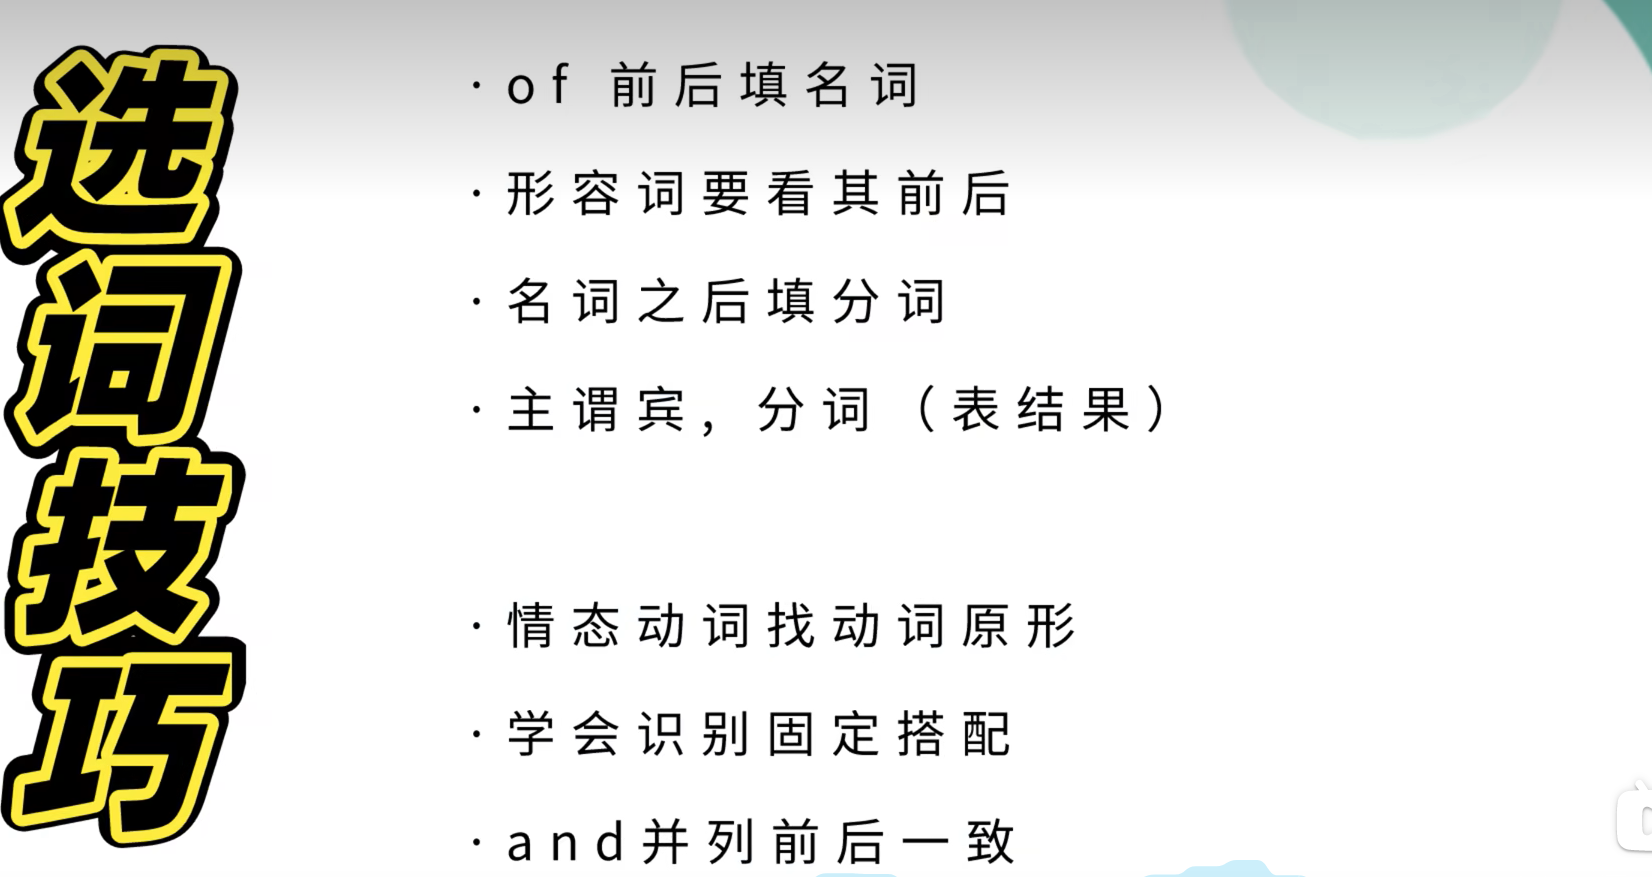 选词技巧
· of 前后填名词
· 形容词要看其前后
· 名词之后填分词
· 主谓宾，分词（表结果）
· 情态动词找动词原形
· 学会识别固定搭配
· and并列前后一致